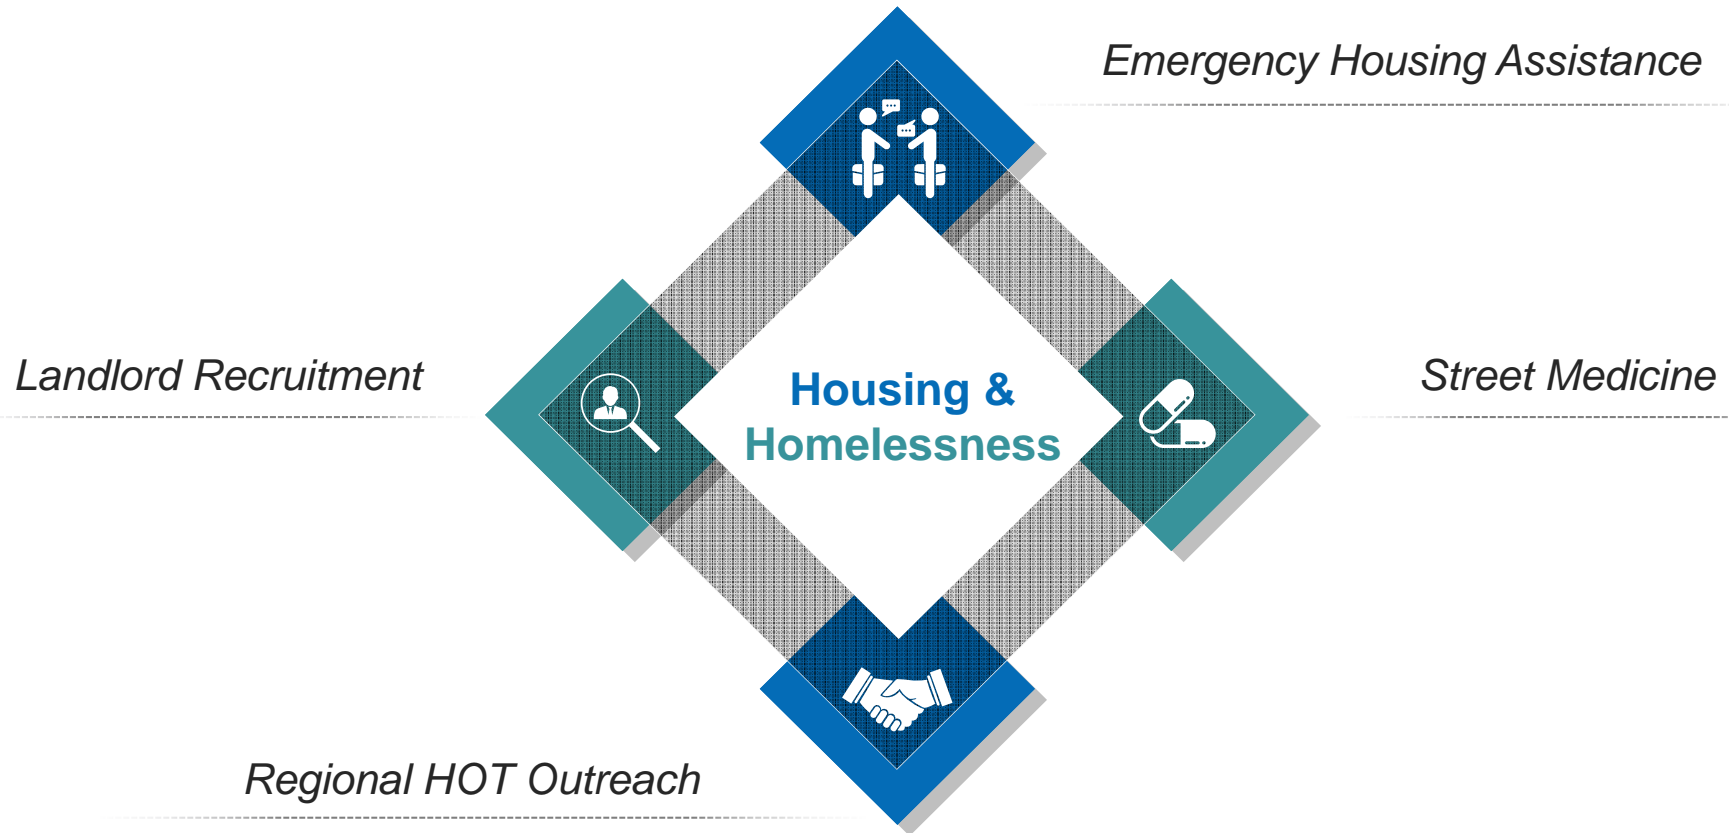 Emergency Housing Assistance
Landlord Recruitment
Street Medicine
Housing &
Homelessness
Regional HOT Outreach